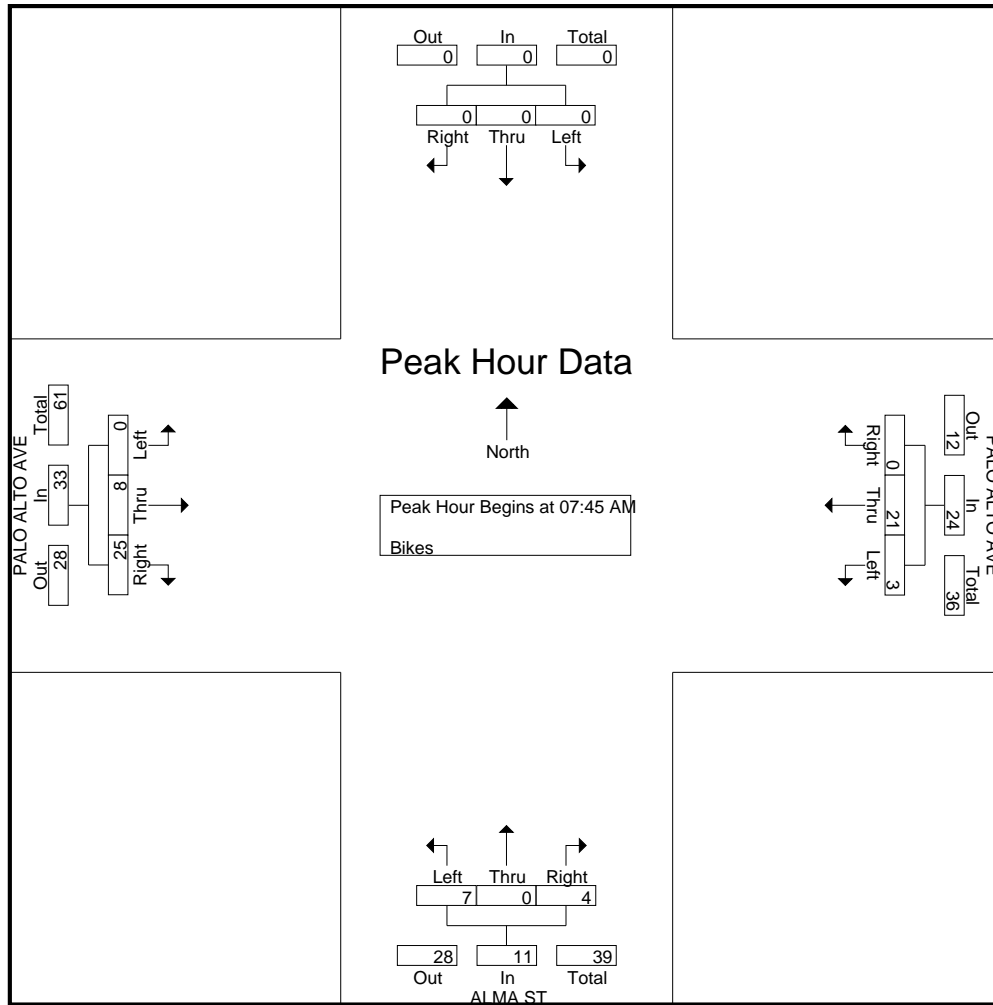 Out In Total
0 0 0
0 0 0
Right Thru Left
Peak Hour Data
North
Peak Hour Begins at 07:45 AM
Bikes
PALO ALTO AVE
Total In Out
61 33 28
0 8 25
Left Thru Right
Right Thru Left
0 21 3
12 24 36
Out In Total
PALO ALTO AVE
Left Thru Right
7 0 4
28 11 39
Out In Total
ALMA ST